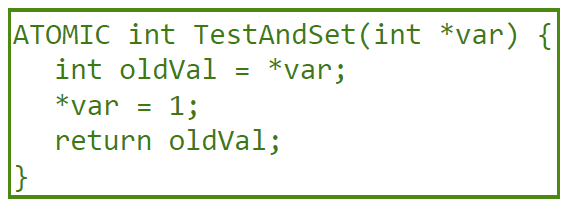 ATOMIC int TestAndSet(int *var) {
int oldVal = *var;
*var = 1;
return oldVal;
}